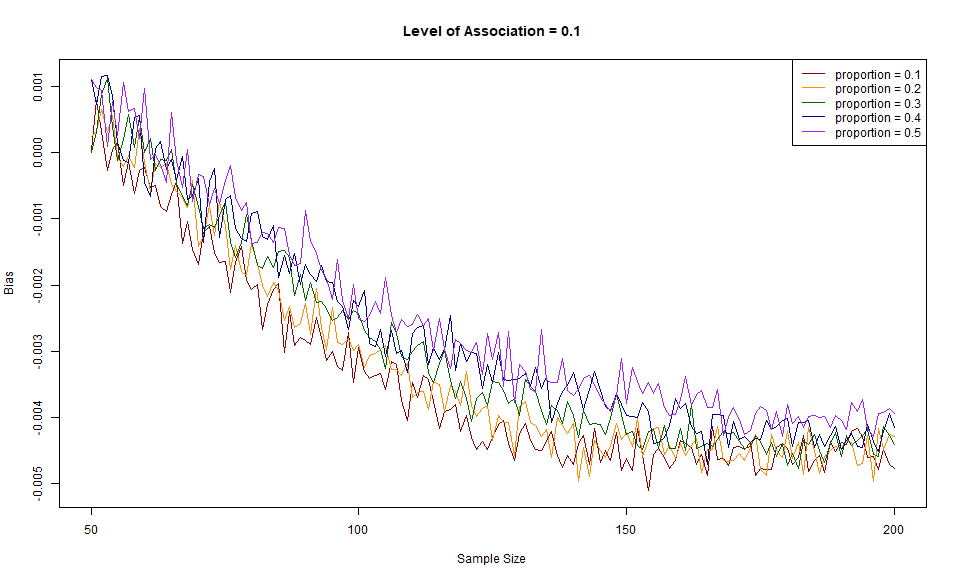 Level of Association = 0.1
proportion = 0.1
proportion = 0.2
proportion = 0.3
proportion = 0.4
proportion = 0.5
Bias
0.001
0.000
-0.001
-0.002
-0.003
-0.004
-0.005
50
100
150
200
Sample Size